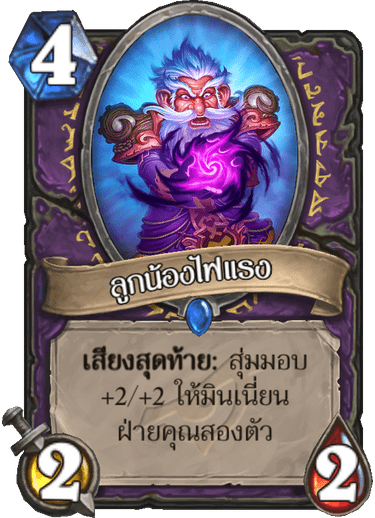 4
ลูกน้องไฟแรง
เสียงสุดท้าย: สุ่มมอบ
+2/+2 ให้มินเนี่ยน
ฝ่ายคุณสองตัว
2 2